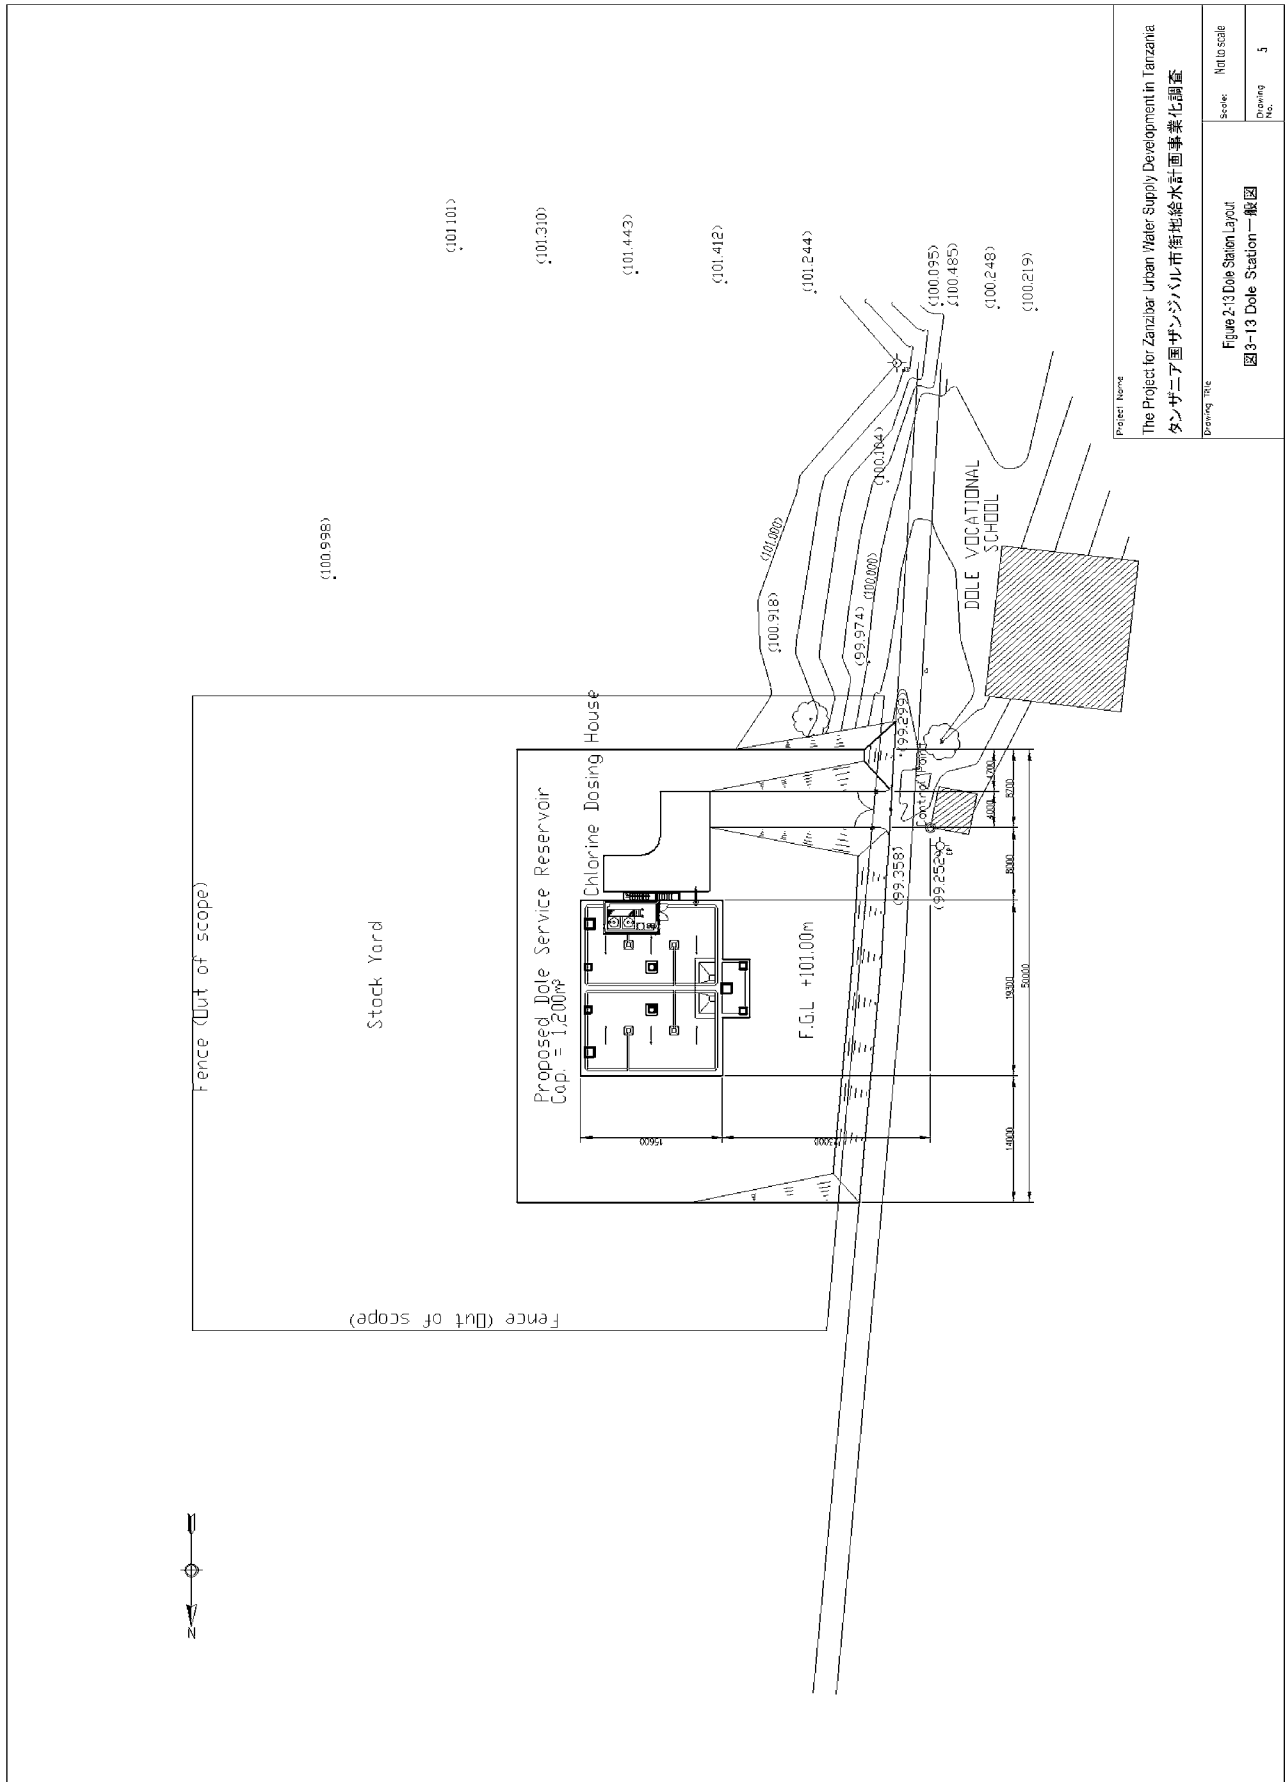 Fence (Out of scope)
Stock Yard
Fence (Out of scope)
Proposed Dole Service Reservoir
Cap. = 1,200m³
Chlorine Dosing House
F.G.L +101.00m
Control Point
DOLE VOCATIONAL
SCHOOL
(100.998)
(101.101)
(101.310)
(101.443)
(101.412)
(101.244)
(100.095)
(100.485)
(100.248)
(100.219)
(101.000)
(100.918)
(100.104)
(100.000)
(99.974)
(99.299)
(99.358)
(99.252)
15600
14000
19300
8000
4000
4700
8700
50000
N
Project Name
The Project for Zanzibar Urban Water Supply Development in Tanzania
タンザニア国ザンジバル市街地給水計画事業化調査
Drawing Title
Figure 2-13 Dole Station Layout
図3-13 Dole Station一般図
Scale: Not to scale
Drawing No. 5